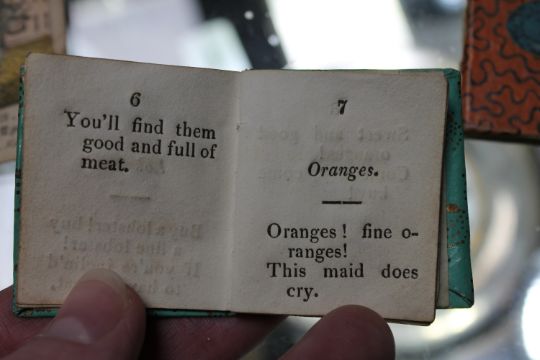 6
You'll find them
good and full of
meat.
7
Oranges.
Oranges! fine o-
ranges!
This maid does
cry.